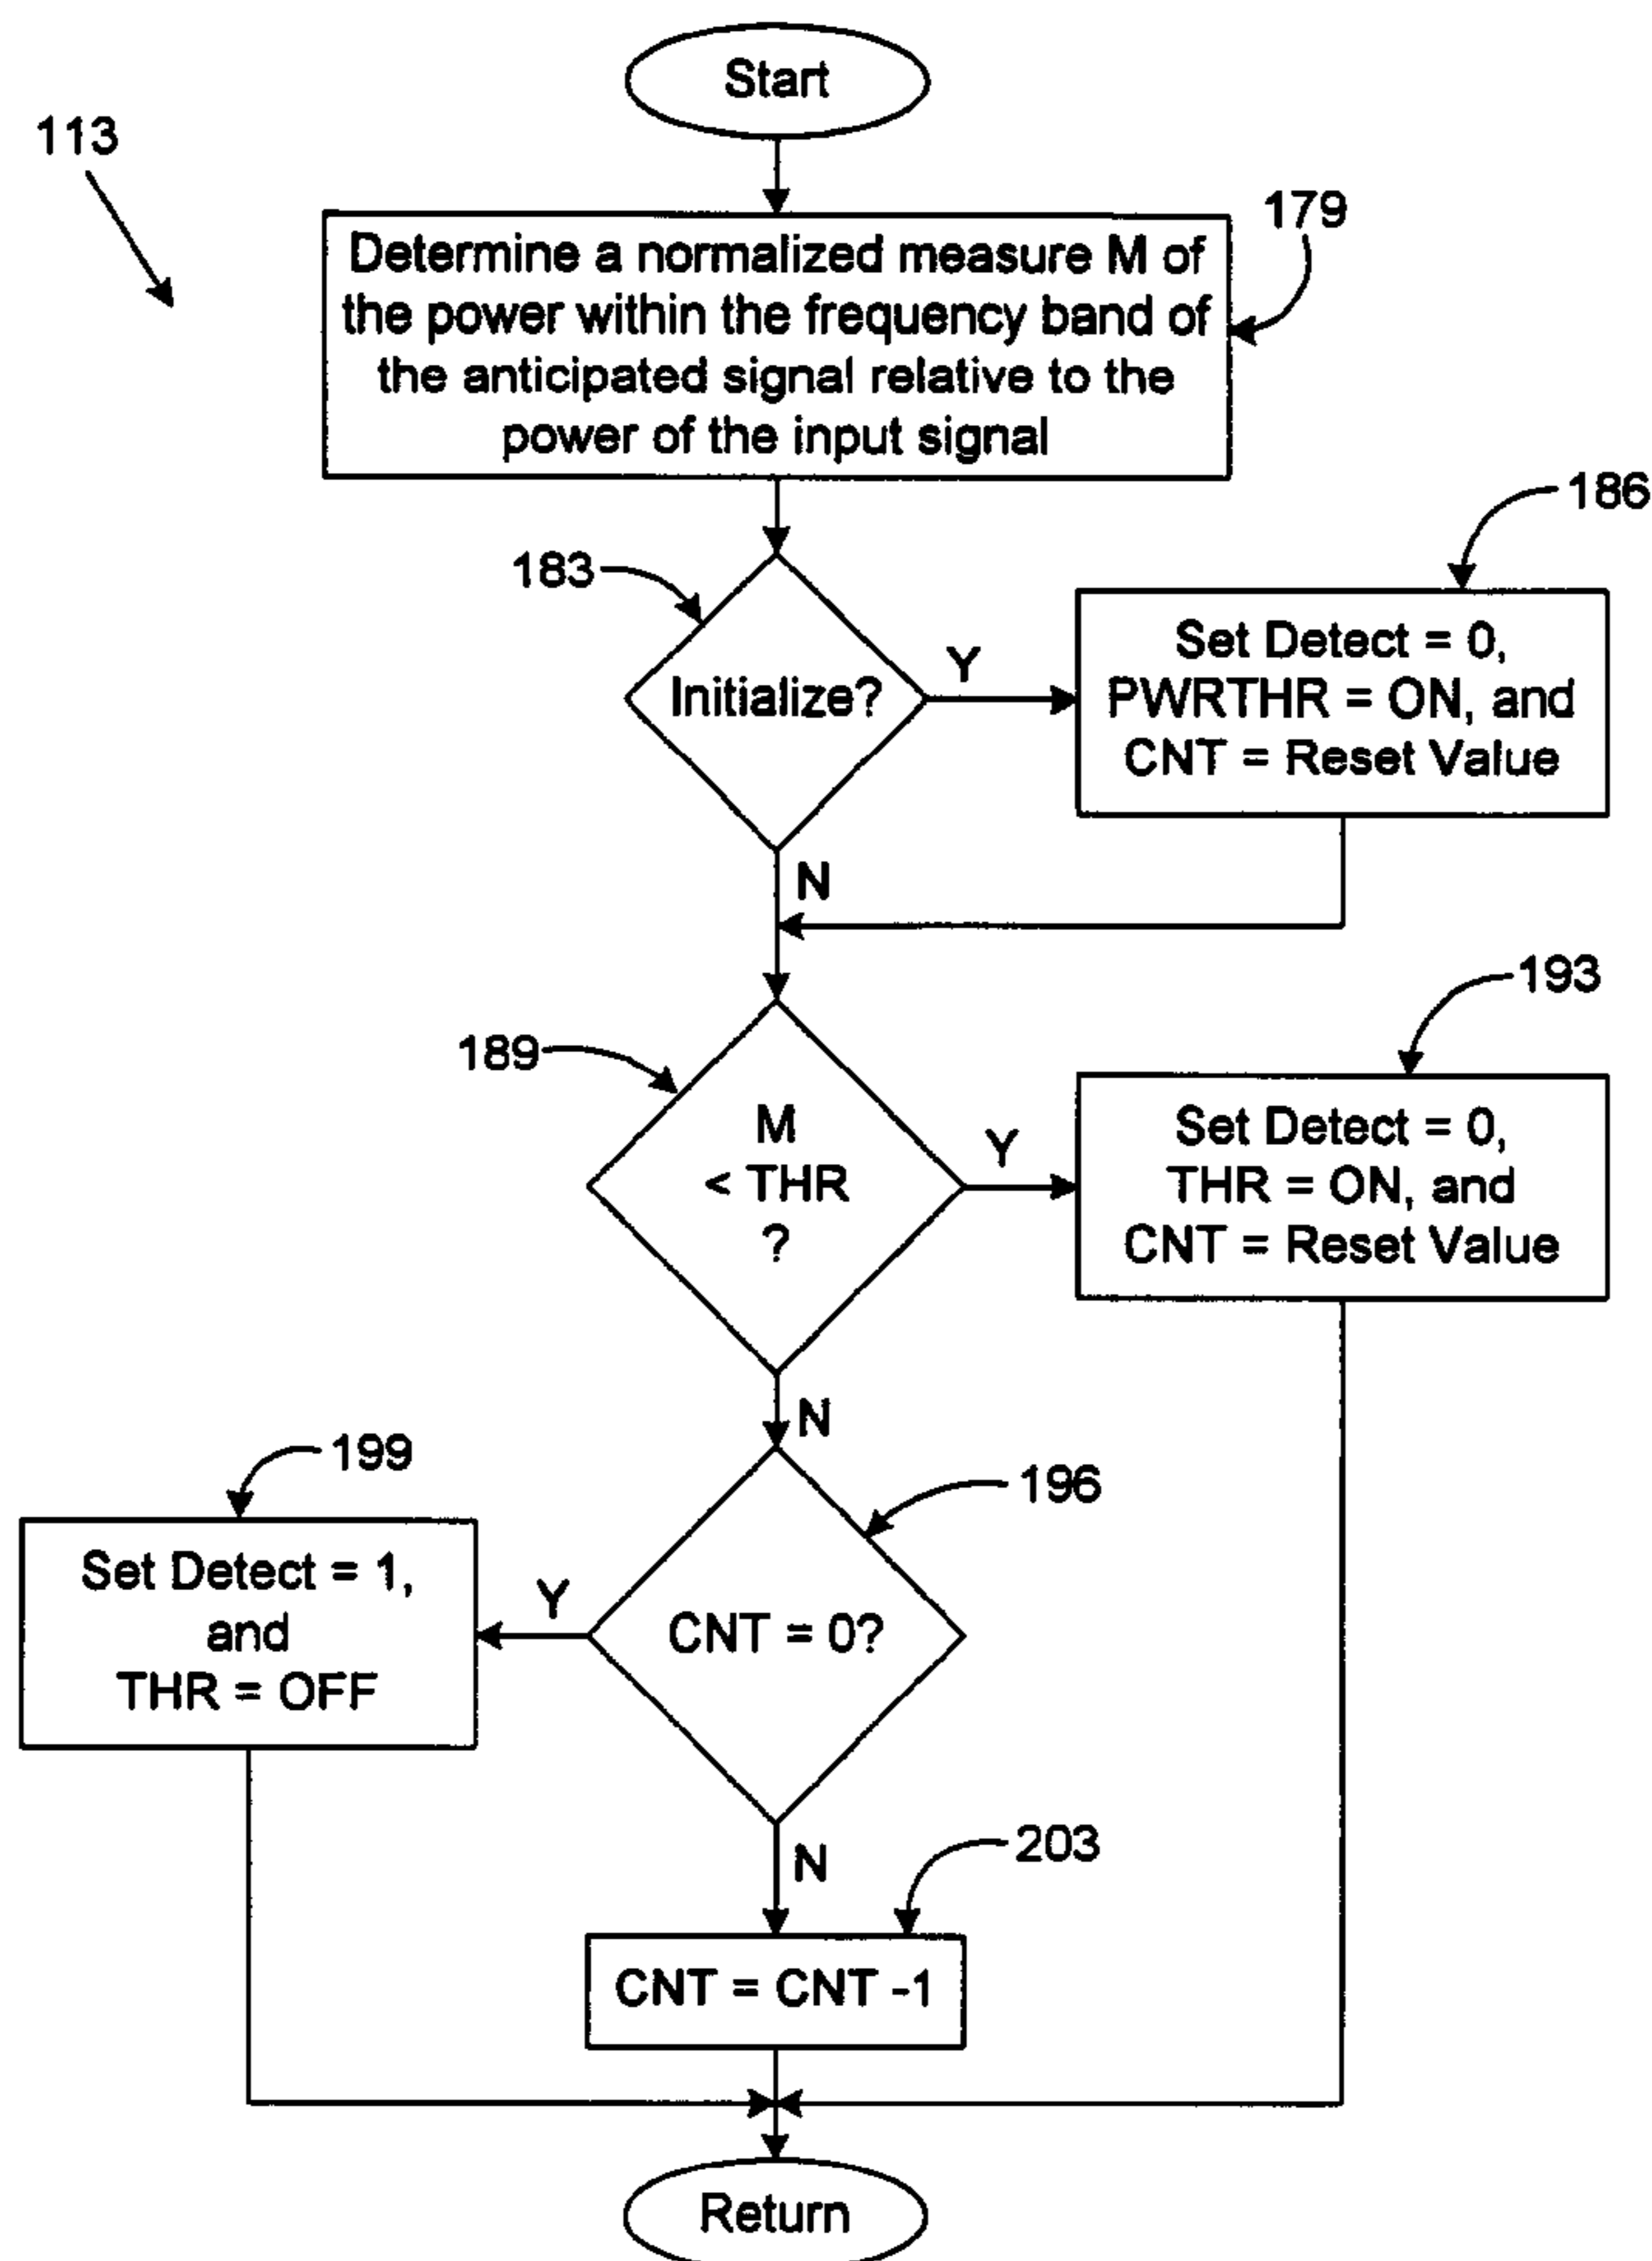 Start
113
179
Determine a normalized measure M of
the power within the frequency band of
the anticipated signal relative to the
power of the input signal
186
183
Initialize?
Y
Set Detect = 0,
PWRTHR = ON, and
CNT = Reset Value
N
193
189
M
< THR
?
Y
Set Detect = 0,
THR = ON, and
CNT = Reset Value
N
199
196
Set Detect = 1,
and
THR = OFF
Y
CNT = 0?
N
203
CNT = CNT -1
Return